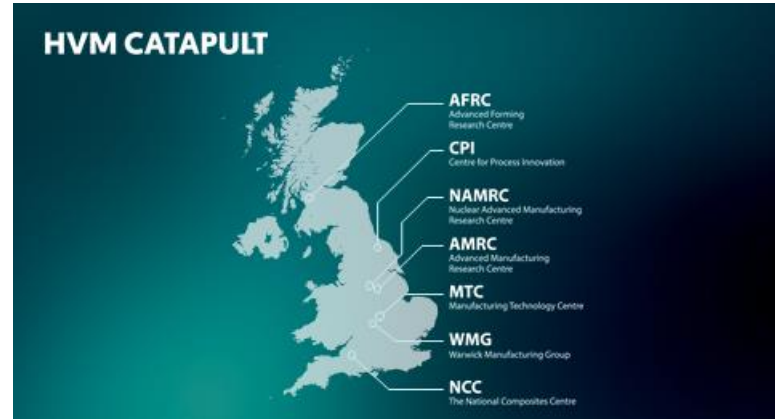 HVM CATAPULT
AFRC
Advanced Forming
Research Centre
CPI
Centre for Process Innovation
NAMRC
Nuclear Advanced Manufacturing
Research Centre
AMRC
Advanced Manufacturing
Research Centre
MTC
Manufacturing Technology Centre
WMG
Warwick Manufacturing Group
NCC
The National Composites Centre